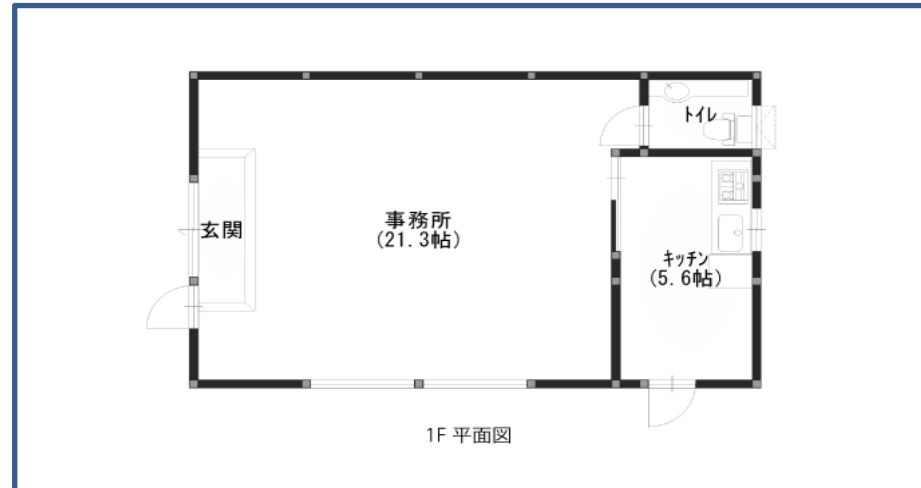 トイレ
玄関
事務所
(21.3帖)
キッチン
(5.6帖)
1F 平面図